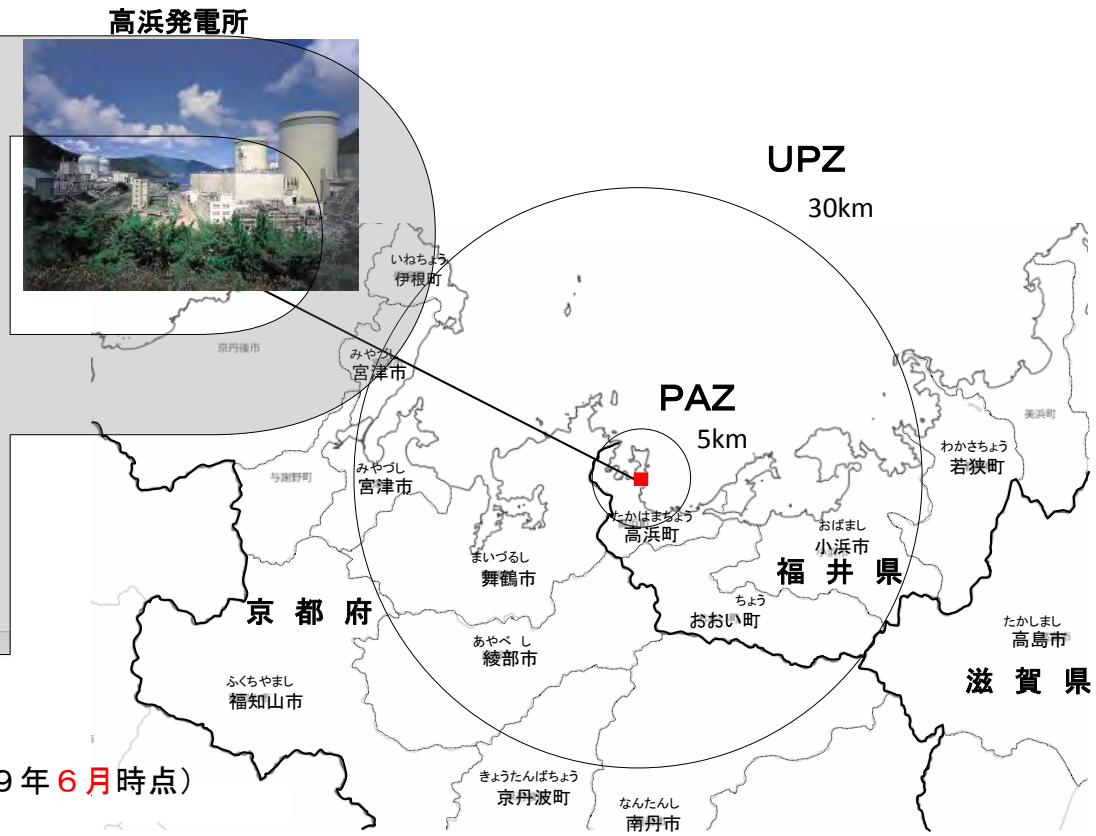 高浜発電所
UPZ
30km
いねちょう
伊根町
京丹後市
みやづし
宮津市
PAZ
5km
美浜町
わかさちょう
若狭町
与謝野町
みやづし
宮津市
たかはまちょう
高浜町
おばまし
小浜市
まいづるし
舞鶴市
福井県
京都府
ちょう
おおい町
たかしまし
高島市
あやべし
綾部市
滋賀県
ふくちやまし
福知山市
9年6月時点）
きょうたんばちょう
京丹波町
なんたんし
南丹市